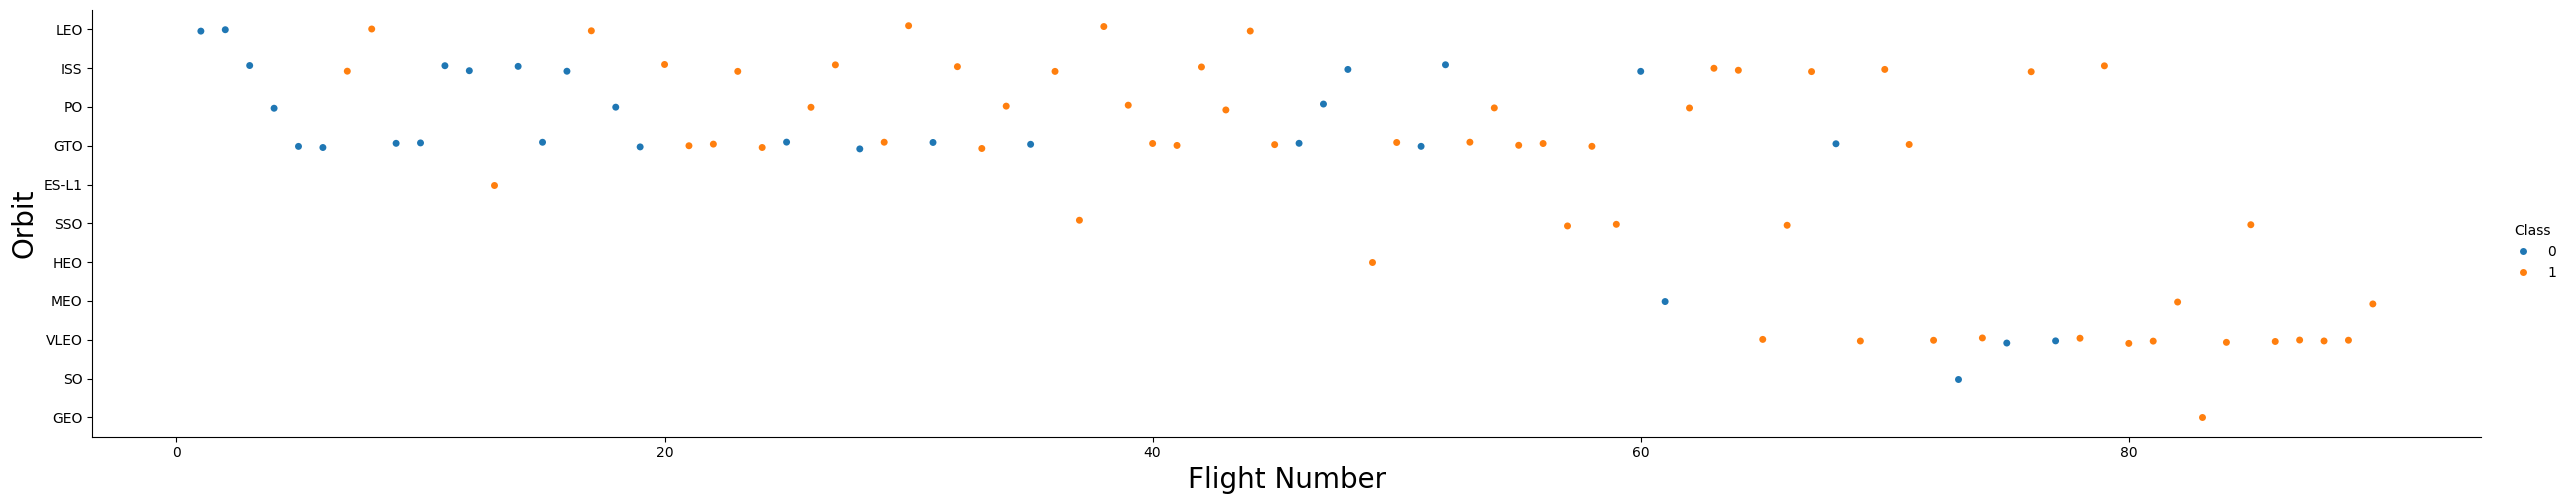 LEO
ISS
PO
GTO
ES-L1
SSO
HEO
MEO
VLEO
SO
GEO
Orbit
0
20
40
60
80
Flight Number
Class
0
1